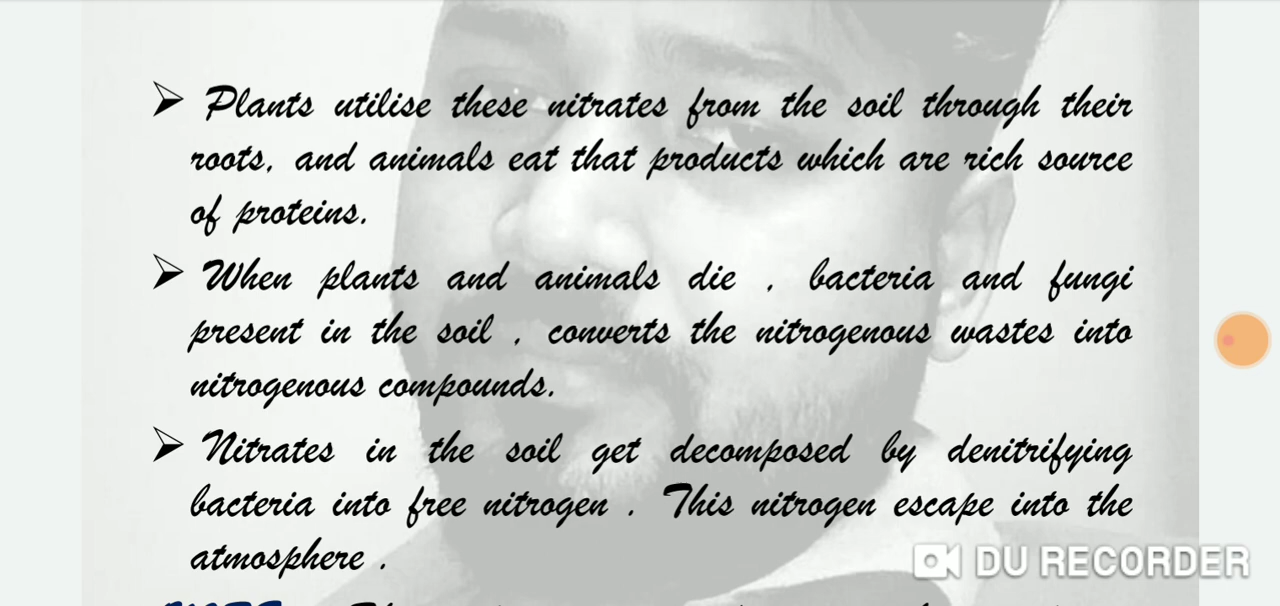 ➢ Plants utilise these nitrates from the soil through their
roots, and animals eat that products which are rich source
of proteins.
➢ When plants and animals die , bacteria and fungi
present in the soil , converts the nitrogenous wastes into
nitrogenous compounds.
➢ Nitrates in the soil get decomposed by denitrifying
bacteria into free nitrogen . This nitrogen escape into the
atmosphere .
DU RECORDER